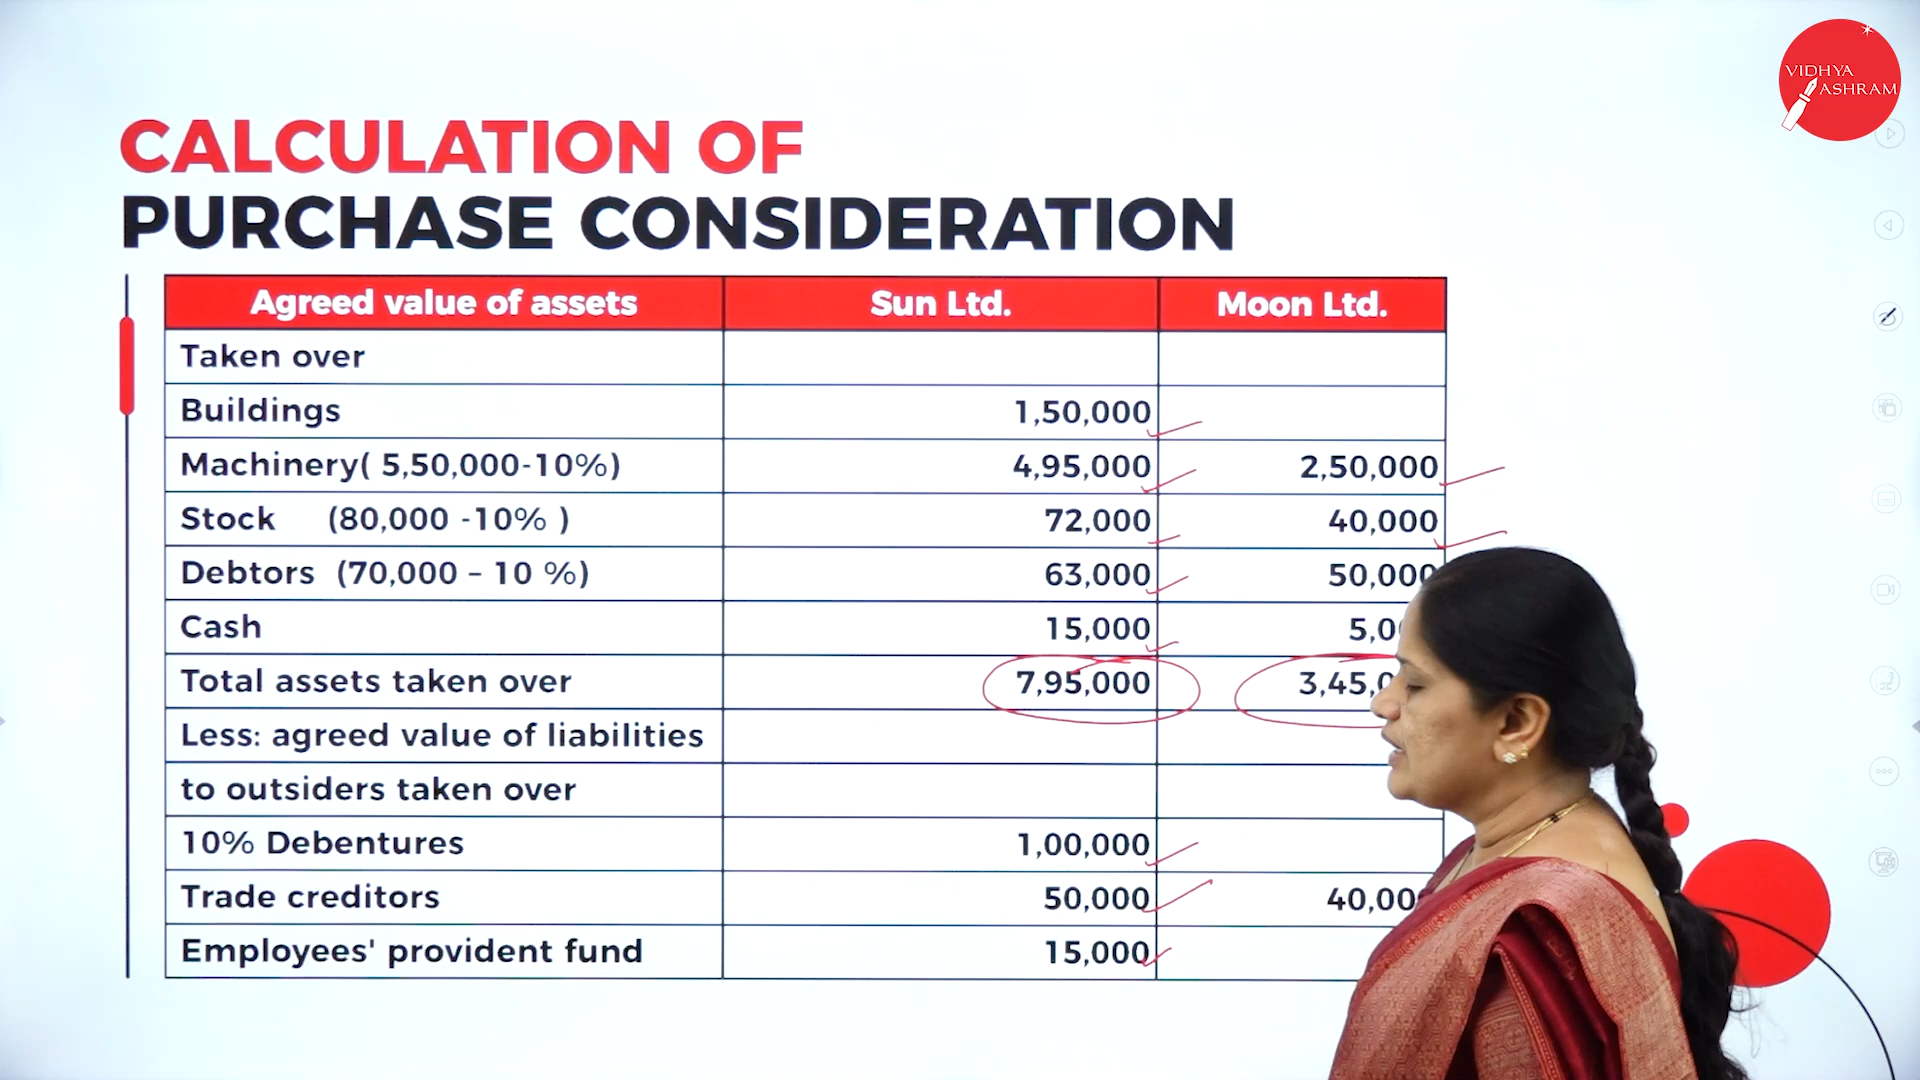 VIDHYA
ASHRAM
CALCULATION OF
PURCHASE CONSIDERATION
Agreed value of assets Sun Ltd. Moon Ltd.
Taken over
Buildings 1,50,000
Machinery( 5,50,000-10%) 4,95,000 2,50,000
Stock (80,000 -10% ) 72,000 40,000
Debtors (70,000 – 10 %) 63,000 50,000
Cash 15,000
Total assets taken over 7,95,000
Less: agreed value of liabilities
to outsiders taken over
10% Debentures 1,00,000
Trade creditors 50,000
Employees' provident fund 15,000